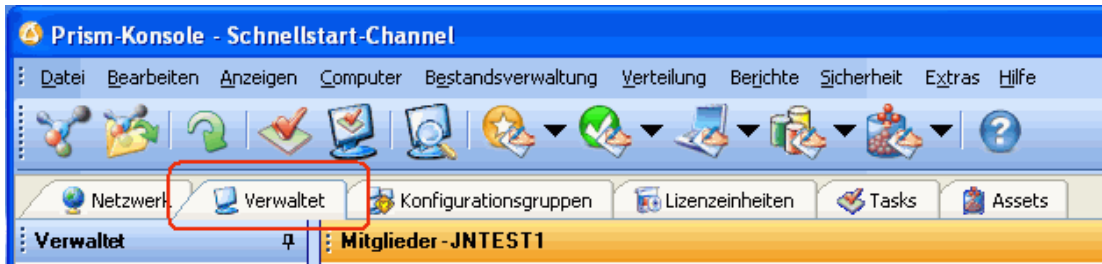 Prism-Konsole - Schnellstart-Channel
Datei Bearbeiten Anzeigen Computer Bestandsverwaltung Verteilung Berichte Sicherheit Extras Hilfe
Netzwerk Verwaltet Konfigurationsgruppen Lizenzeinheiten Tasks Assets
Verwaltet Mitglieder - JNTEST1